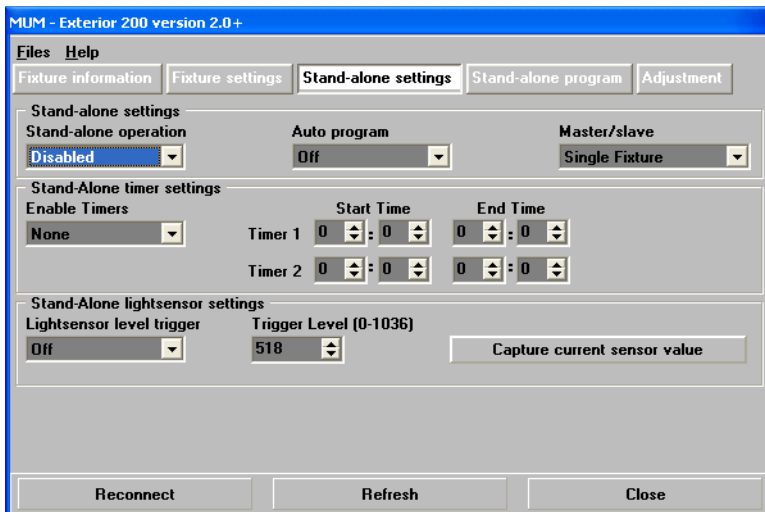 MUM - Exterior 200 version 2.0+
Files Help
Fixture information Fixture settings Stand-alone settings Stand-alone program Adjustment
Stand-alone settings
Stand-alone operation Auto program Master/slave
Disabled Off Single Fixture
Stand-Alone timer settings
Enable Timers Start Time End Time
None Timer 1 0 : 0 0 : 0
Timer 2 0 : 0 0 : 0
Stand-Alone lightsensor settings
Lightsensor level trigger Trigger Level (0-1036)
Off 518 Capture current sensor value
Reconnect Refresh Close